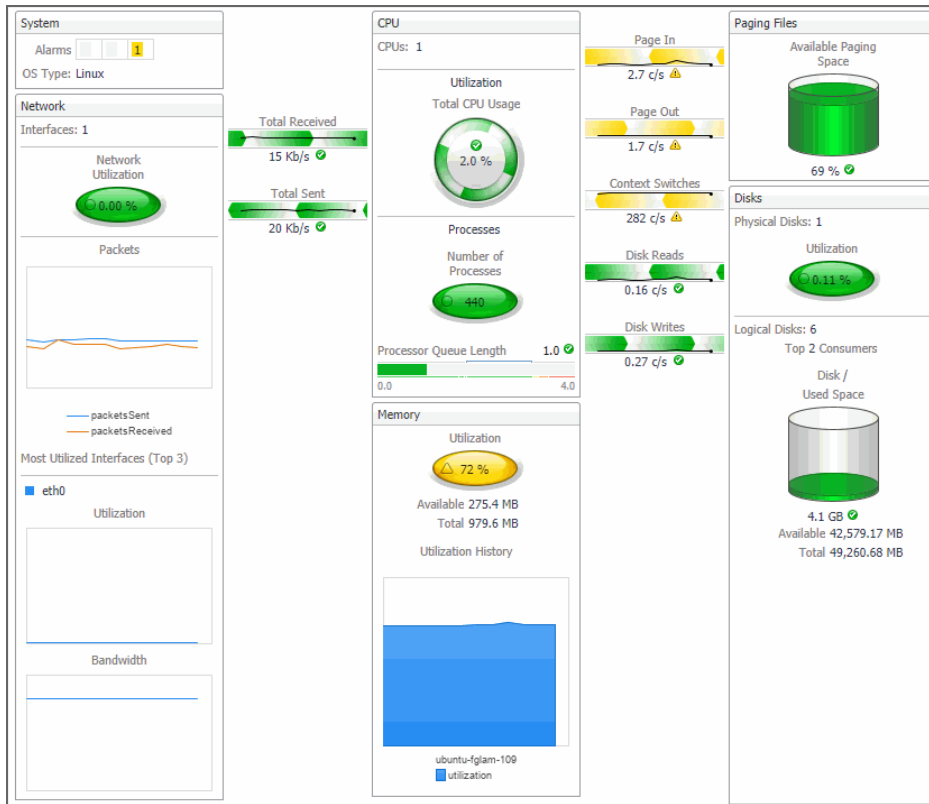 System
Alarms 1
OS Type: Linux
Network
Interfaces: 1
Network
Utilization
0.00 %
Packets
packetsSent
packetsReceived
Most Utilized Interfaces (Top 3)
eth0
Utilization
Bandwidth
Total Received
15 Kb/s
Total Sent
20 Kb/s
CPU
CPUs: 1
Utilization
Total CPU Usage
2.0 %
Processes
Number of
Processes
440
Processor Queue Length 1.0
0.0 4.0
Memory
Utilization
72 %
Available 275.4 MB
Total 979.6 MB
Utilization History
ubuntu-fglam-109
utilization
Page In
2.7 c/s
Page Out
1.7 c/s
Context Switches
282 c/s
Disk Reads
0.16 c/s
Disk Writes
0.27 c/s
Paging Files
Available Paging
Space
69 %
Disks
Physical Disks: 1
Utilization
0.11 %
Logical Disks: 6
Top 2 Consumers
Disk /
Used Space
4.1 GB
Available 42,579.17 MB
Total 49,260.68 MB